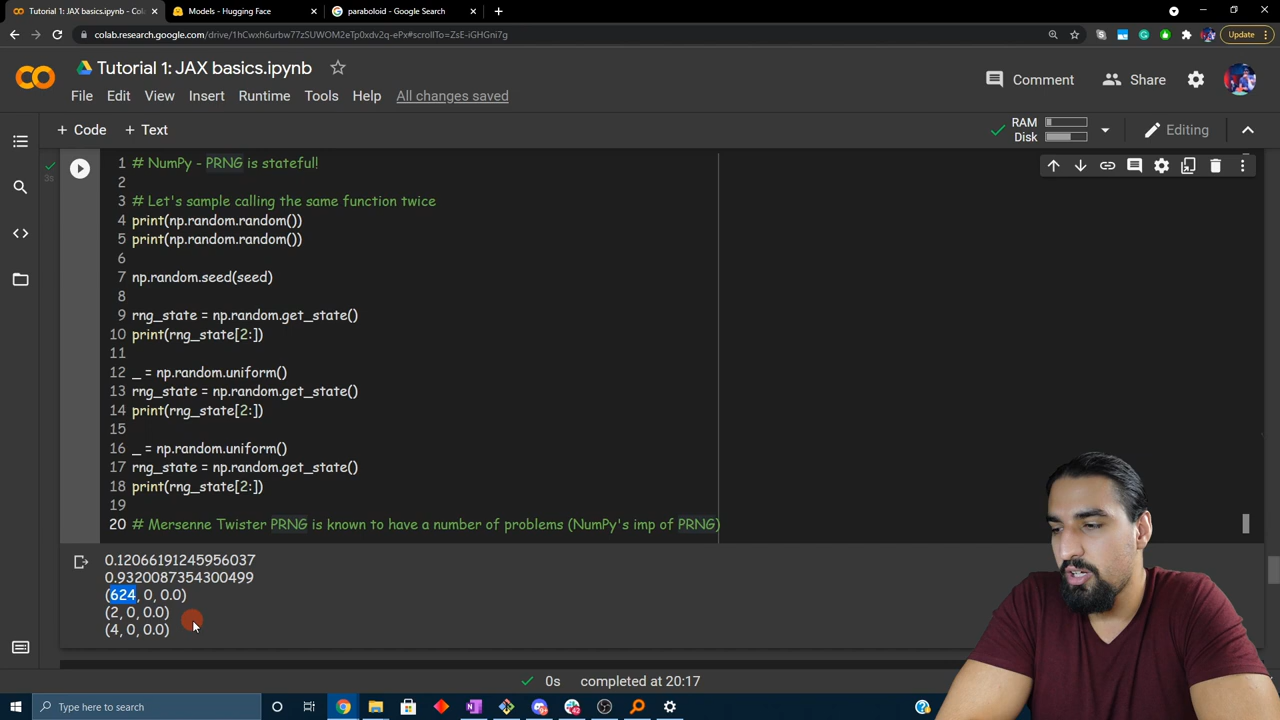 Tutorial 1: JAX basics.ipynb - Col
Models - Hugging Face
paraboloid - Google Search
colab.research.google.com/drive/1hCwxh6urbw77zSUWOM2eTp0xdv2q-ePx#scrollTo=ZsE-iGHGni7g
Update
Tutorial 1: JAX basics.ipynb
File Edit View Insert Runtime Tools Help All changes saved
Comment Share
+ Code + Text
RAM
Disk
Editing
3s
1 # NumPy - PRNG is stateful!
2
3 # Let's sample calling the same function twice
4 print(np.random.random())
5 print(np.random.random())
6
7 np.random.seed(seed)
8
9 rng_state = np.random.get_state()
10 print(rng_state[2:])
11
12 _ = np.random.uniform()
13 rng_state = np.random.get_state()
14 print(rng_state[2:])
15
16 _ = np.random.uniform()
17 rng_state = np.random.get_state()
18 print(rng_state[2:])
19
20 # Mersenne Twister PRNG is known to have a number of problems (NumPy's imp of PRNG)
0.12066191245956037
0.9320087354300499
(624, 0, 0.0)
(2, 0, 0.0)
(4, 0, 0.0)
0s completed at 20:17
Type here to search